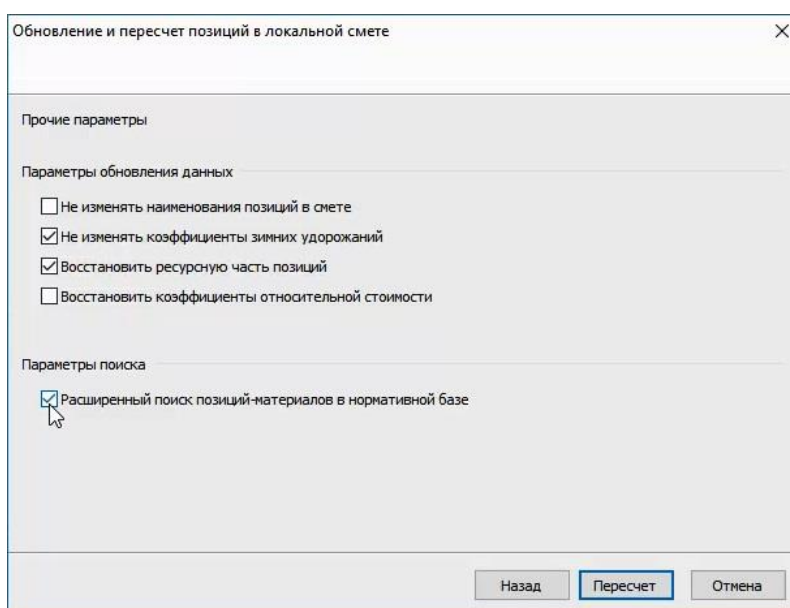 Обновление и пересчет позиций в локальной смете
Прочие параметры
Параметры обновления данных
Не изменять наименования позиций в смете
Не изменять коэффициенты зимних удорожаний
Восстановить ресурсную часть позиций
Восстановить коэффициенты относительной стоимости
Параметры поиска
Расширенный поиск позиций-материалов в нормативной базе
Назад Пересчет Отмена